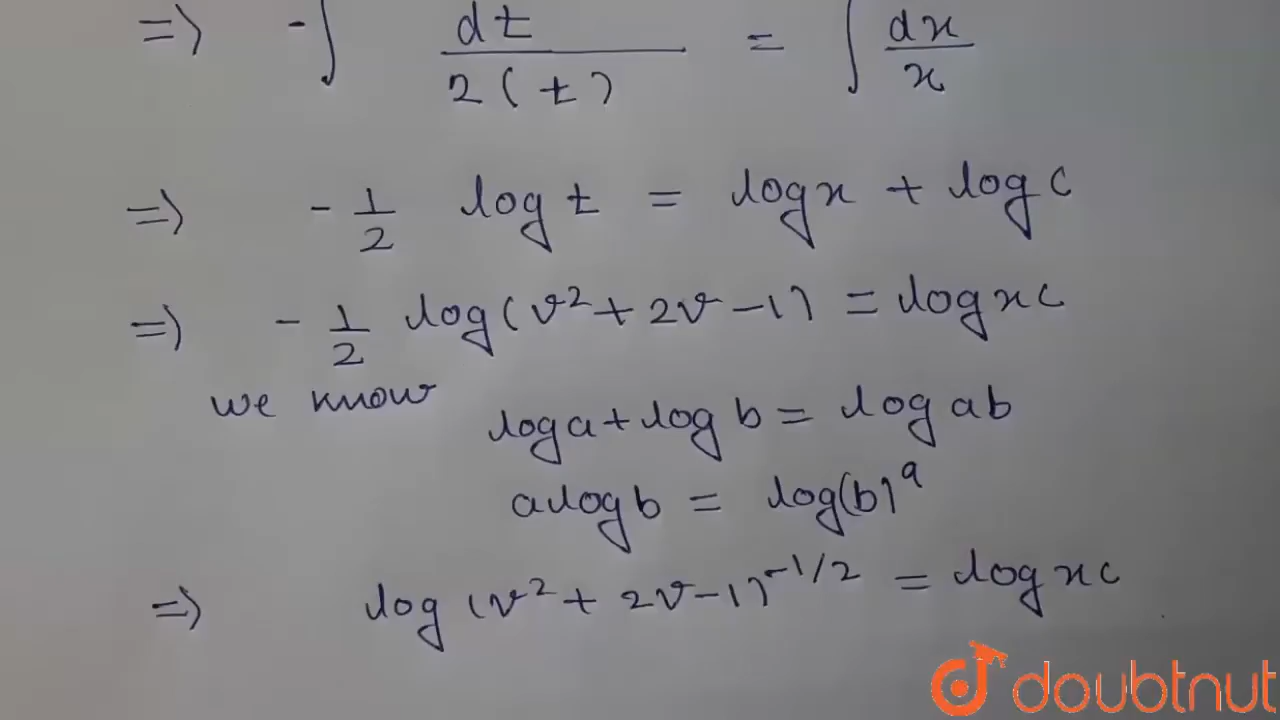 => -∫ dt / 2(t) = ∫ dx / x
=> - 1/2 log t = log x + log c
=> - 1/2 log(v² + 2v - 1) = log xc
we know
log a + log b = log ab
a log b = log(b)ᵃ
=> log (v² + 2v - 1)^-1/2 = log xc
doubtnut